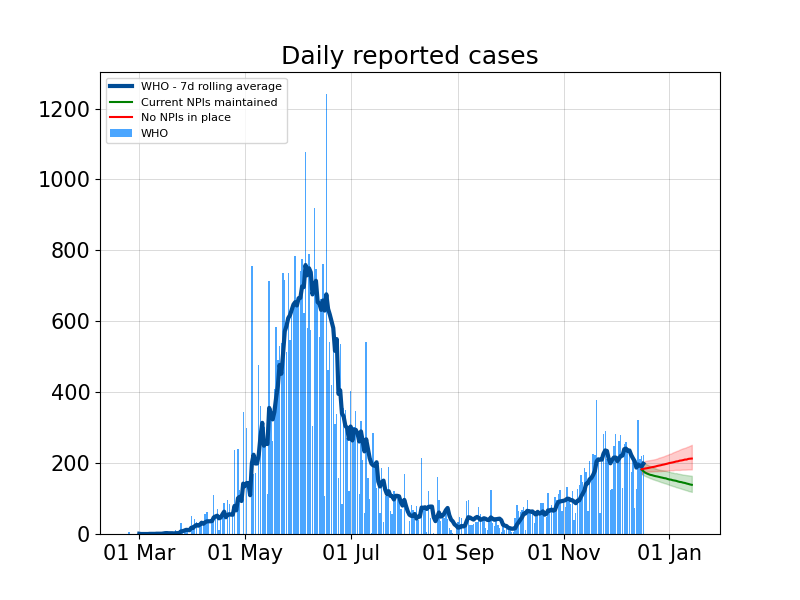 Daily reported cases
WHO - 7d rolling average
Current NPIs maintained
No NPIs in place
WHO
1200
1000
800
600
400
200
0
01 Mar 01 May 01 Jul 01 Sep 01 Nov 01 Jan